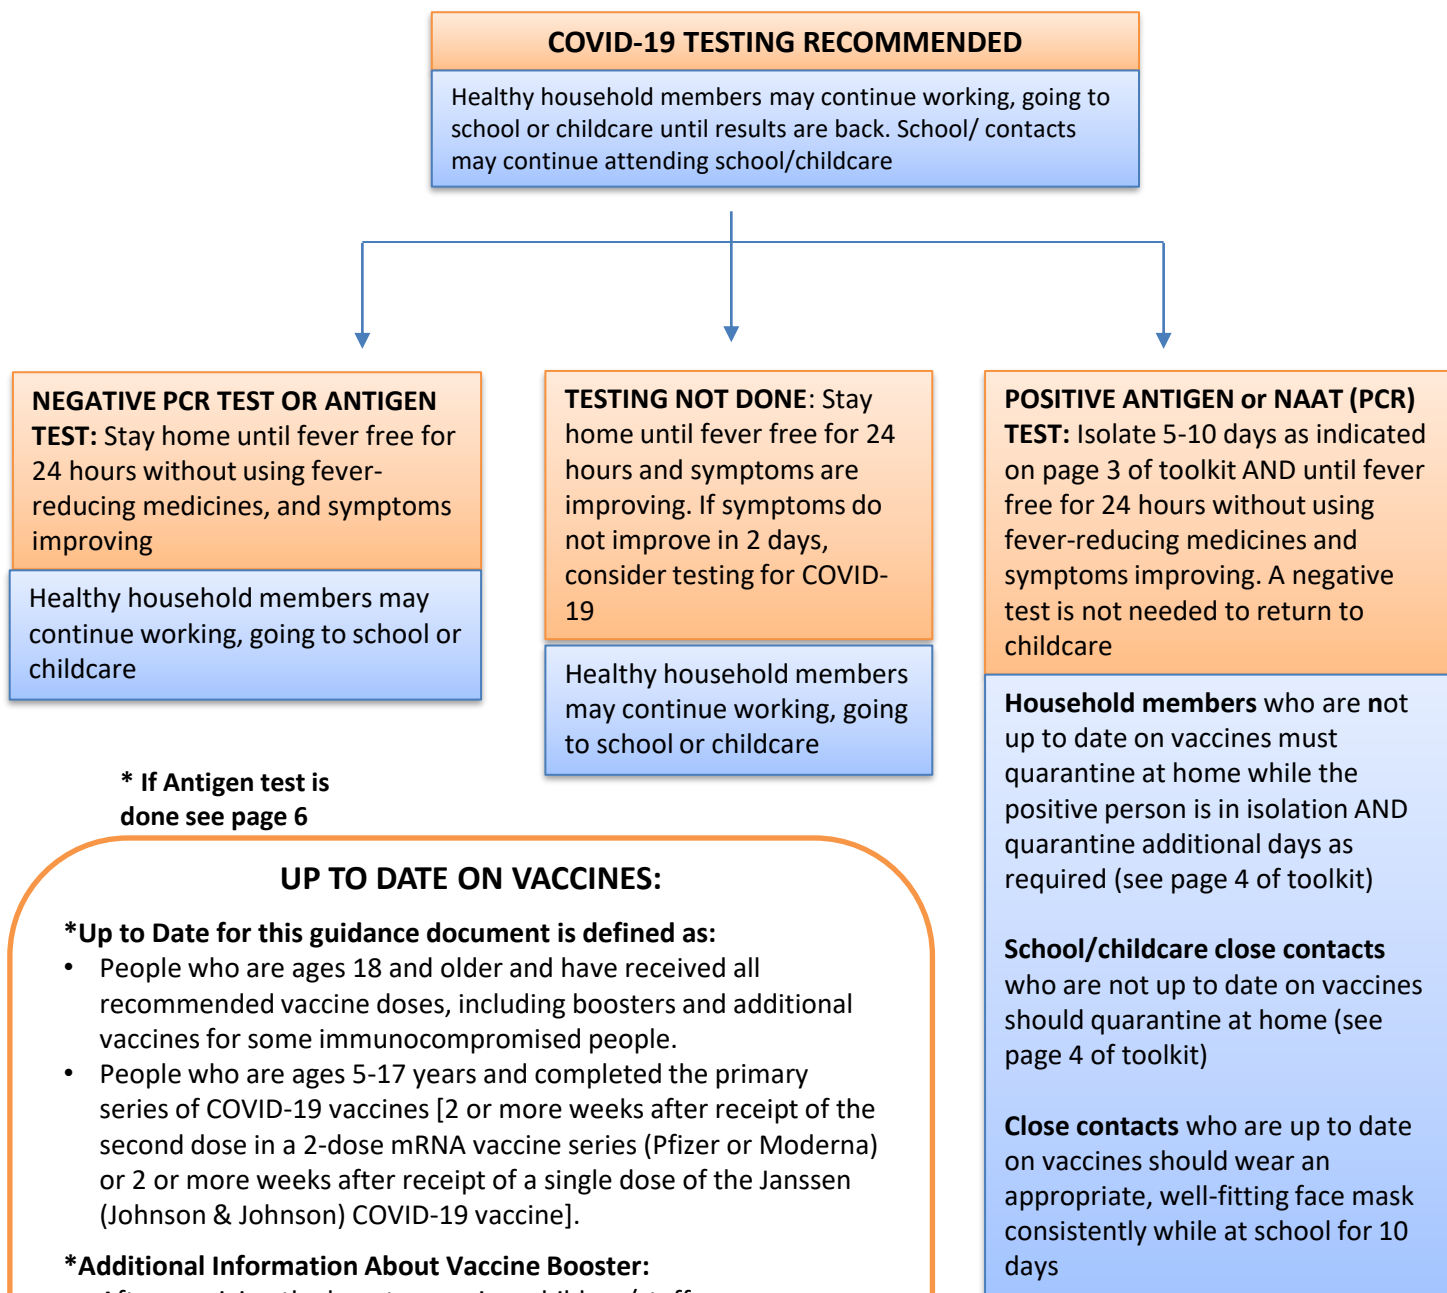 COVID-19 TESTING RECOMMENDED
Healthy household members may continue working, going to
school or childcare until results are back. School/ contacts
may continue attending school/childcare
NEGATIVE PCR TEST OR ANTIGEN
TEST: Stay home until fever free for
24 hours without using fever-
reducing medicines, and symptoms
improving
Healthy household members may
continue working, going to school or
childcare
TESTING NOT DONE: Stay
home until fever free for 24
hours and symptoms are
improving. If symptoms do
not improve in 2 days,
consider testing for COVID-
19
Healthy household members
may continue working, going
to school or childcare
POSITIVE ANTIGEN or NAAT (PCR)
TEST: Isolate 5-10 days as indicated
on page 3 of toolkit AND until fever
free for 24 hours without using
fever-reducing medicines and
symptoms improving. A negative
test is not needed to return to
childcare
Household members who are not
up to date on vaccines must
quarantine at home while the
positive person is in isolation AND
quarantine additional days as
required (see page 4 of toolkit)
School/childcare close contacts
who are not up to date on vaccines
should quarantine at home (see
page 4 of toolkit)
Close contacts who are up to date
on vaccines should wear an
appropriate, well-fitting face mask
consistently while at school for 10
days
* If Antigen test is
done see page 6
UP TO DATE ON VACCINES:
*Up to Date for this guidance document is defined as:
• People who are ages 18 and older and have received all
recommended vaccine doses, including boosters and additional
vaccines for some immunocompromised people.
• People who are ages 5-17 years and completed the primary
series of COVID-19 vaccines [2 or more weeks after receipt of the
second dose in a 2-dose mRNA vaccine series (Pfizer or Moderna)
or 2 or more weeks after receipt of a single dose of the Janssen
(Johnson & Johnson) COVID-19 vaccine].
*Additional Information About Vaccine Booster: